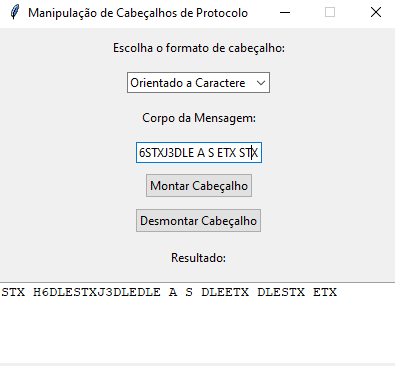 Manipulação de Cabeçalhos de Protocolo
Escolha o formato de cabeçalho:
Orientado a Caractere
Corpo da Mensagem:
6STXJ3DLE A S ETX STX
Montar Cabeçalho
Desmontar Cabeçalho
Resultado:
STX H6DLESTXJ3DLEDLE A S DLEETX DLESTX ETX